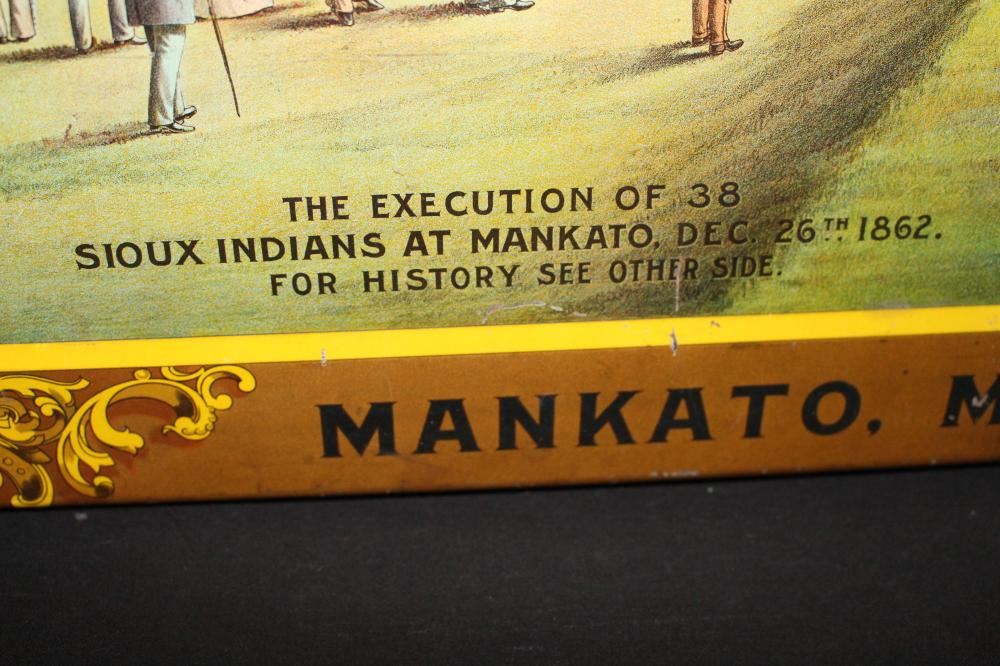 THE EXECUTION OF 38
SIOUX INDIANS AT MANKATO, DEC. 26TH 1862.
FOR HISTORY SEE OTHER SIDE.
MANKATO, M